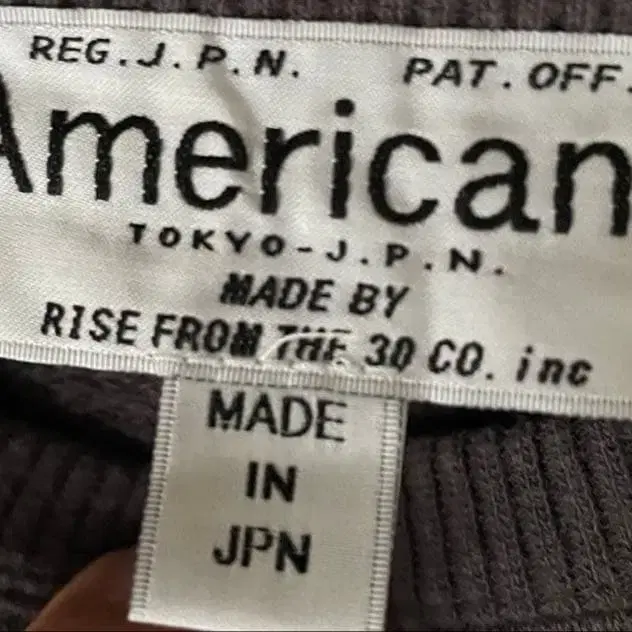 REG.J.P.N. PAT.OFF.
American
TOKYO-J.P.N.
MADE BY
RISE FROM THE 30 CO. inc
MADE
IN
JPN